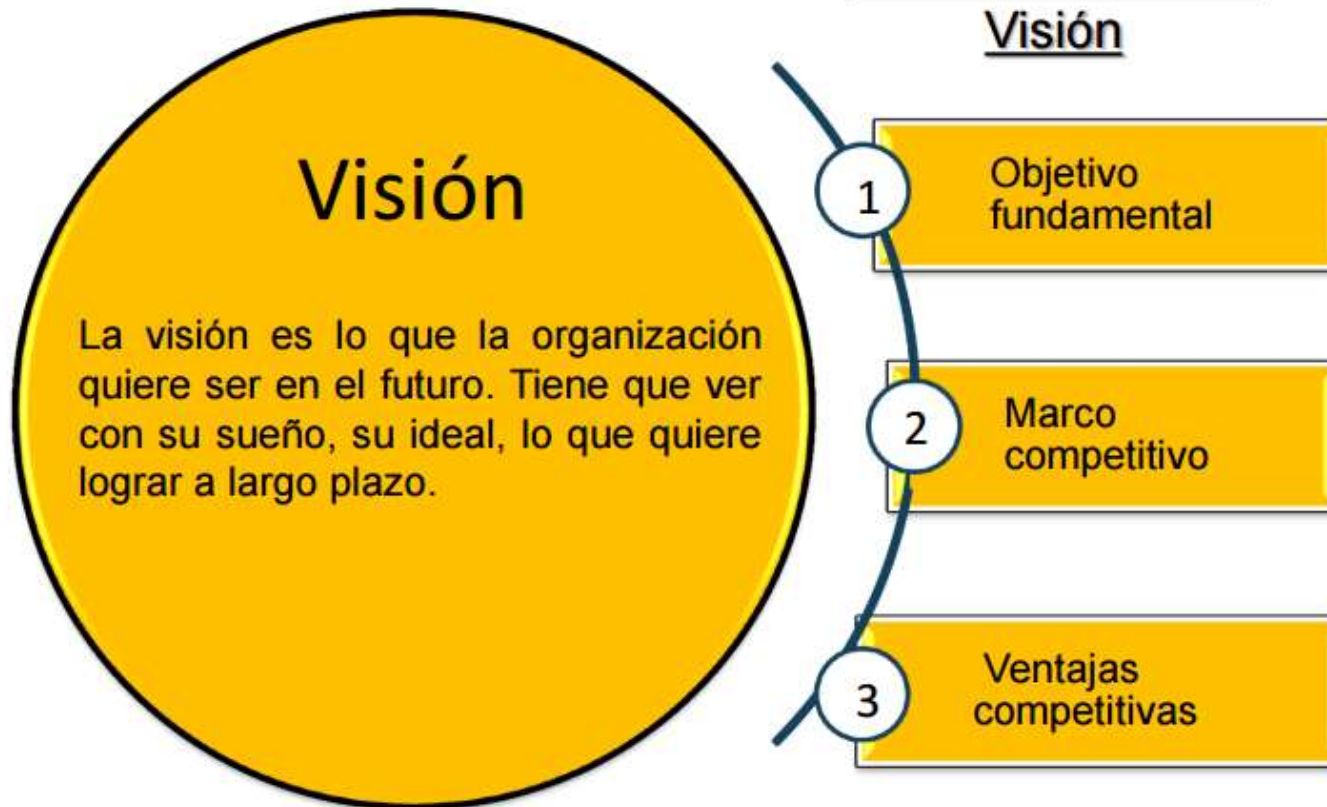 Visión
La visión es lo que la organización
quiere ser en el futuro. Tiene que ver
con su sueño, su ideal, lo que quiere
lograr a largo plazo.
Visión
1
Objetivo
fundamental
2
Marco
competitivo
3
Ventajas
competitivas